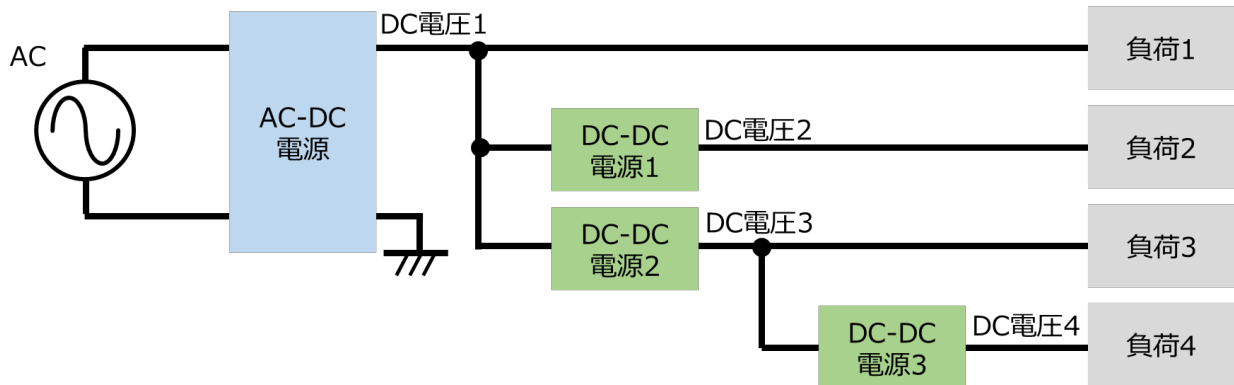 DC電圧1
AC
AC-DC
電源
負荷1
DC-DC
電源1
DC電圧2
負荷2
DC-DC
電源2
DC電圧3
負荷3
DC-DC
電源3
DC電圧4
負荷4